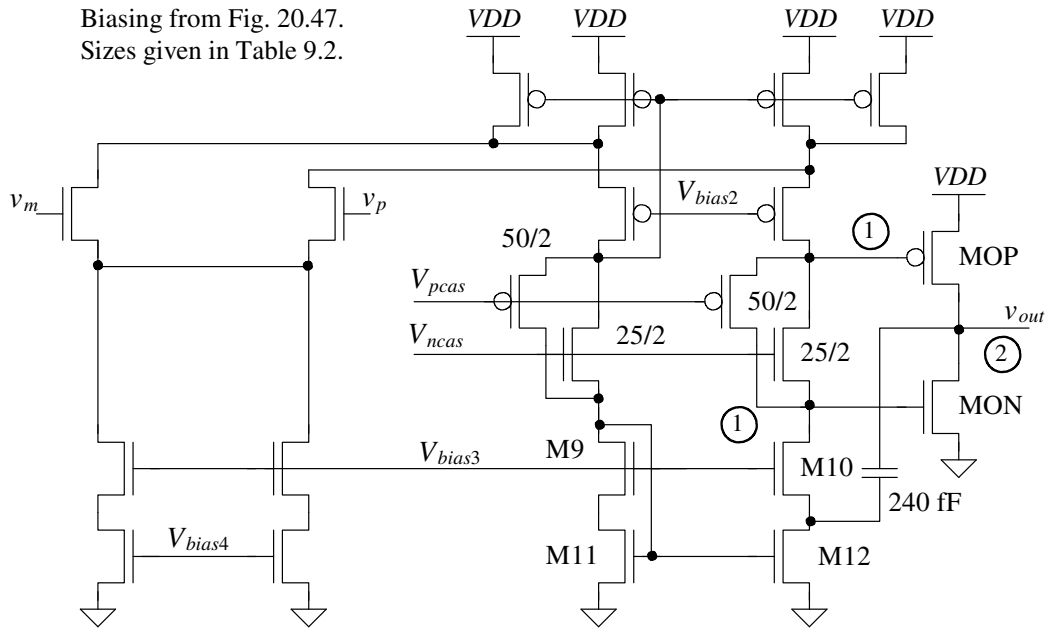 Biasing from Fig. 20.47.
Sizes given in Table 9.2.
VDD
VDD
VDD
VDD
v_m
v_p
V_bias2
VDD
1
MOP
50/2
V_pcas
50/2
v_out
V_ncas
25/2
25/2
2
MON
1
M9
V_bias3
M10
240 fF
V_bias4
M11
M12